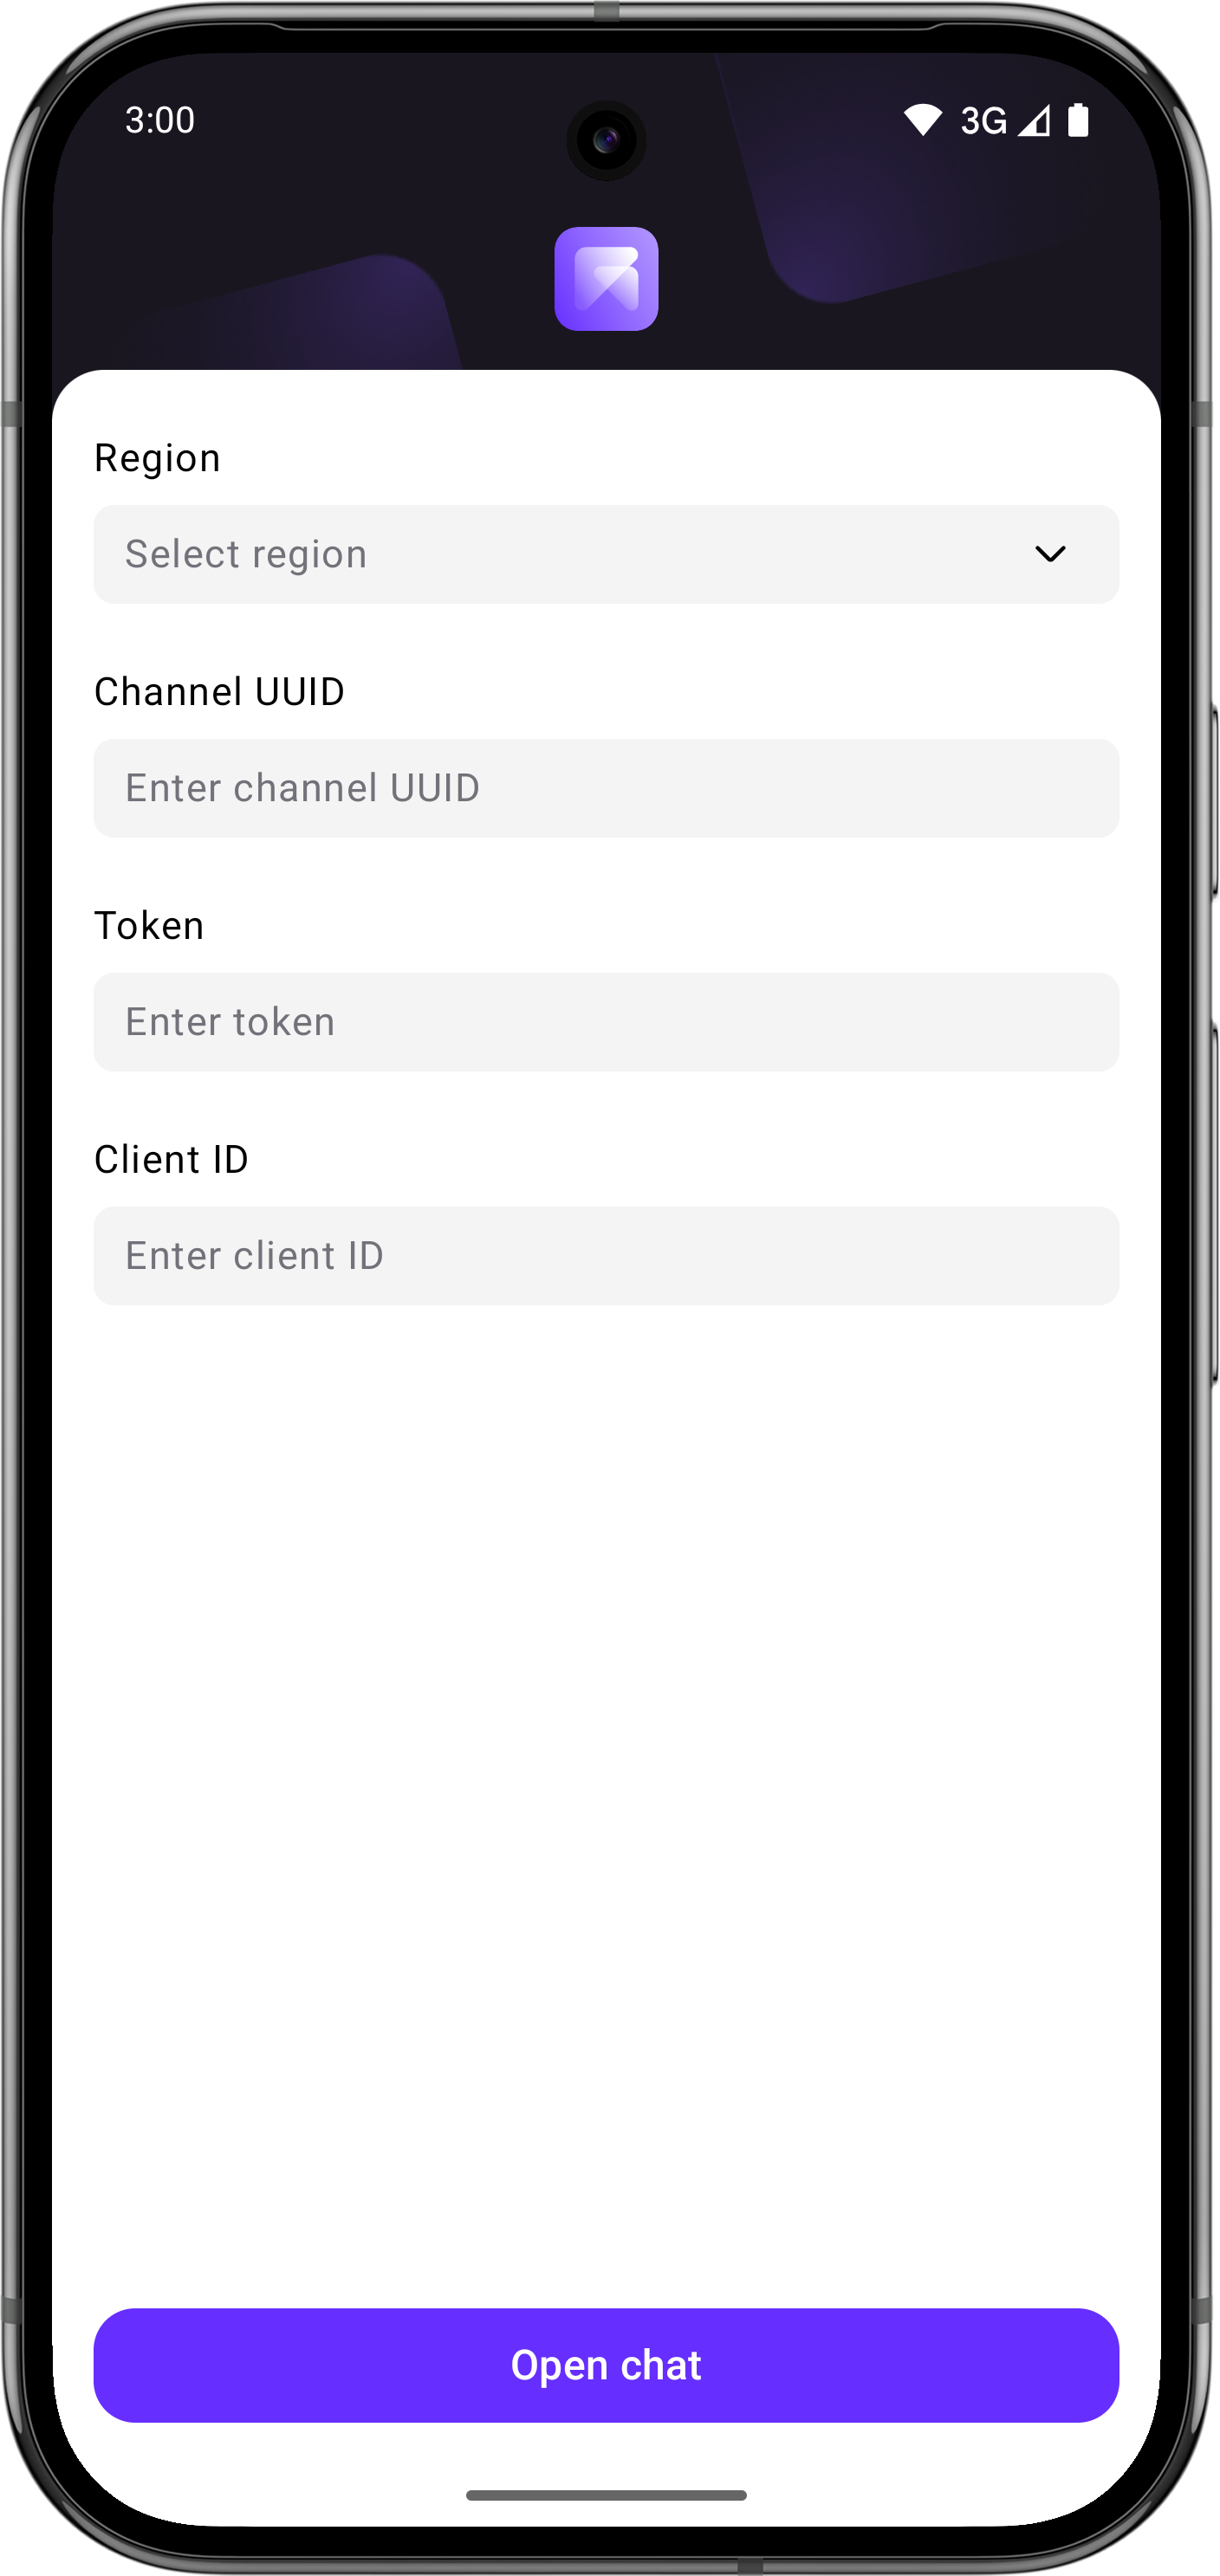 3:00
3G
Region
Select region
Channel UUID
Enter channel UUID
Token
Enter token
Client ID
Enter client ID
Open chat